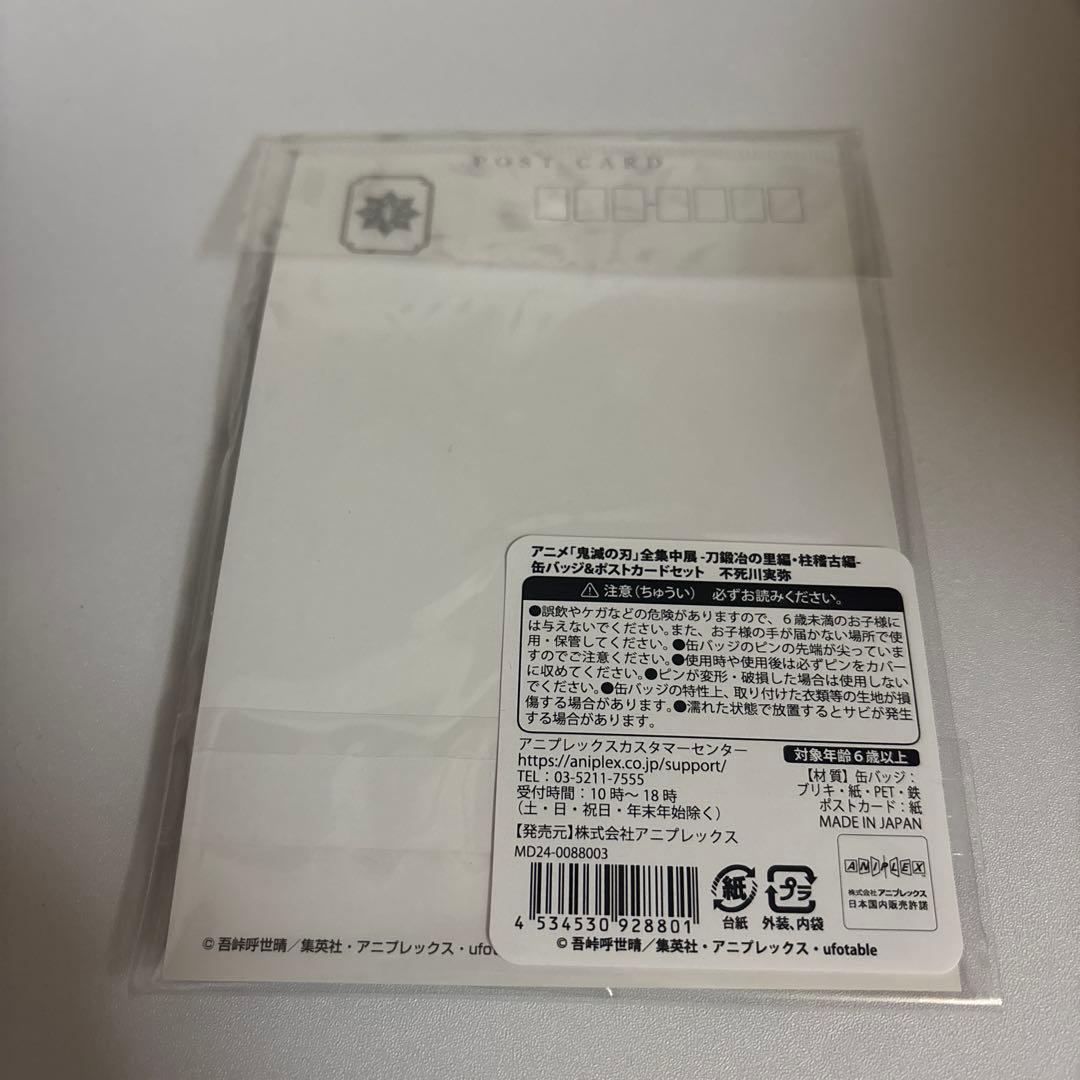 POST CARD
アニメ「鬼滅の刃」全集中展 -刀鍛冶の里編・柱稽古編-
缶バッジ&ポストカードセット 不死川実弥
注意(ちゅうい) 必ずお読みください。
●誤飲やケガなどの危険がありますので、6歳未満のお子様に
は与えないでください。また、お子様の手が届かない場所で使
用・保管してください。●缶バッジのピンの先端が尖っていま
すのでご注意ください。●使用時や使用後は必ずピンをカバー
に収めてください。●ピンが変形・破損した場合は使用しない
でください。●缶バッジの特性上、取り付けた衣類等の生地が損
傷する場合があります。●濡れた状態で放置するとサビが発生
する場合があります。
アニプレックスカスタマーセンター
https://aniplex.co.jp/support/
TEL:03-5211-7555
受付時間:10時〜18時
(土・日・祝日・年末年始除く)
【発売元】株式会社アニプレックス
MD24-0088003
対象年齢6歳以上
【材質】缶バッジ:
ブリキ・紙・PET・鉄
ポストカード:紙
MADE IN JAPAN
4 534530 928801
紙
台紙
プラ
外装、内袋
ANIPLEX
株式会社アニプレックス
日本国内販売許諾
©吾峠呼世晴/集英社・アニプレックス・ufotable
©吾峠呼世晴/集英社・アニプレックス・ufo